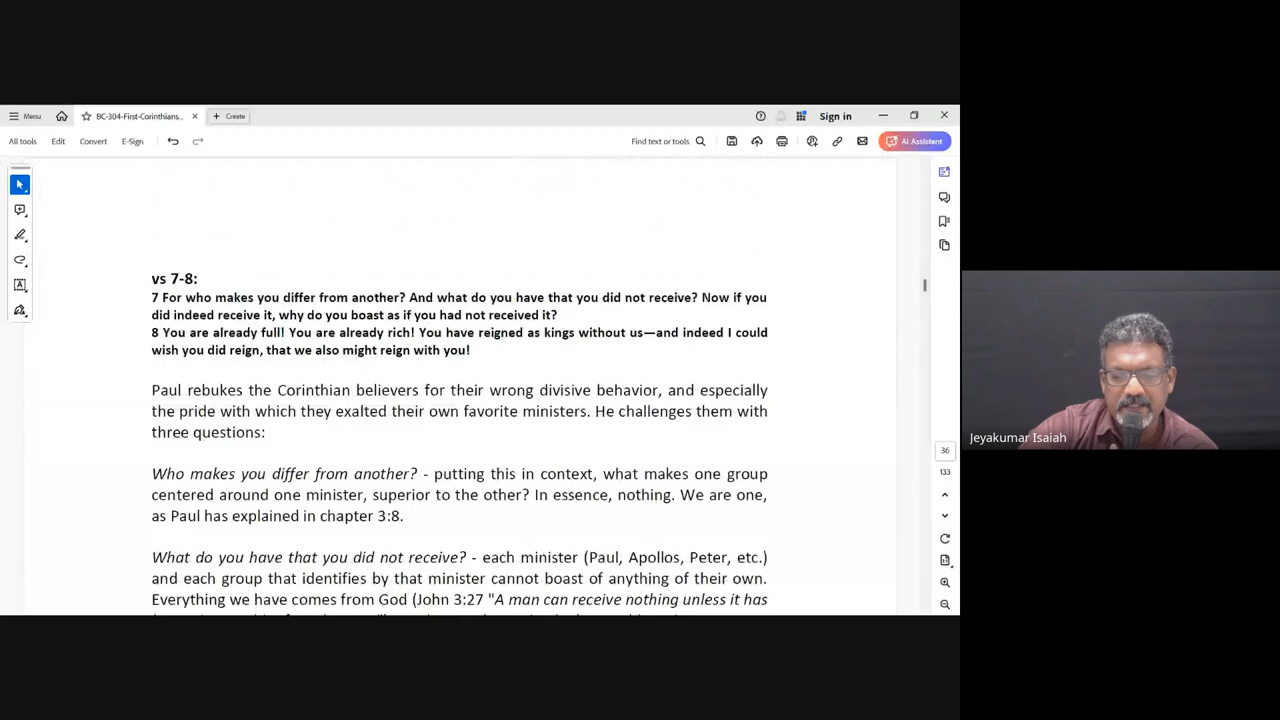 Menu
BC-304-First-Corinthians...
Create
Sign in
All tools
Edit
Convert
E-Sign
Find text or tools
AI Assistant
vs 7-8:
7 For who makes you differ from another? And what do you have that you did not receive? Now if you
did indeed receive it, why do you boast as if you had not received it?
8 You are already full! You are already rich! You have reigned as kings without us—and indeed I could
wish you did reign, that we also might reign with you!
Paul rebukes the Corinthian believers for their wrong divisive behavior, and especially
the pride with which they exalted their own favorite ministers. He challenges them with
three questions:
Who makes you differ from another? - putting this in context, what makes one group
centered around one minister, superior to the other? In essence, nothing. We are one,
as Paul has explained in chapter 3:8.
What do you have that you did not receive? - each minister (Paul, Apollos, Peter, etc.)
and each group that identifies by that minister cannot boast of anything of their own.
Everything we have comes from God (John 3:27 "A man can receive nothing unless it has
36
133
Jeyakumar Isaiah